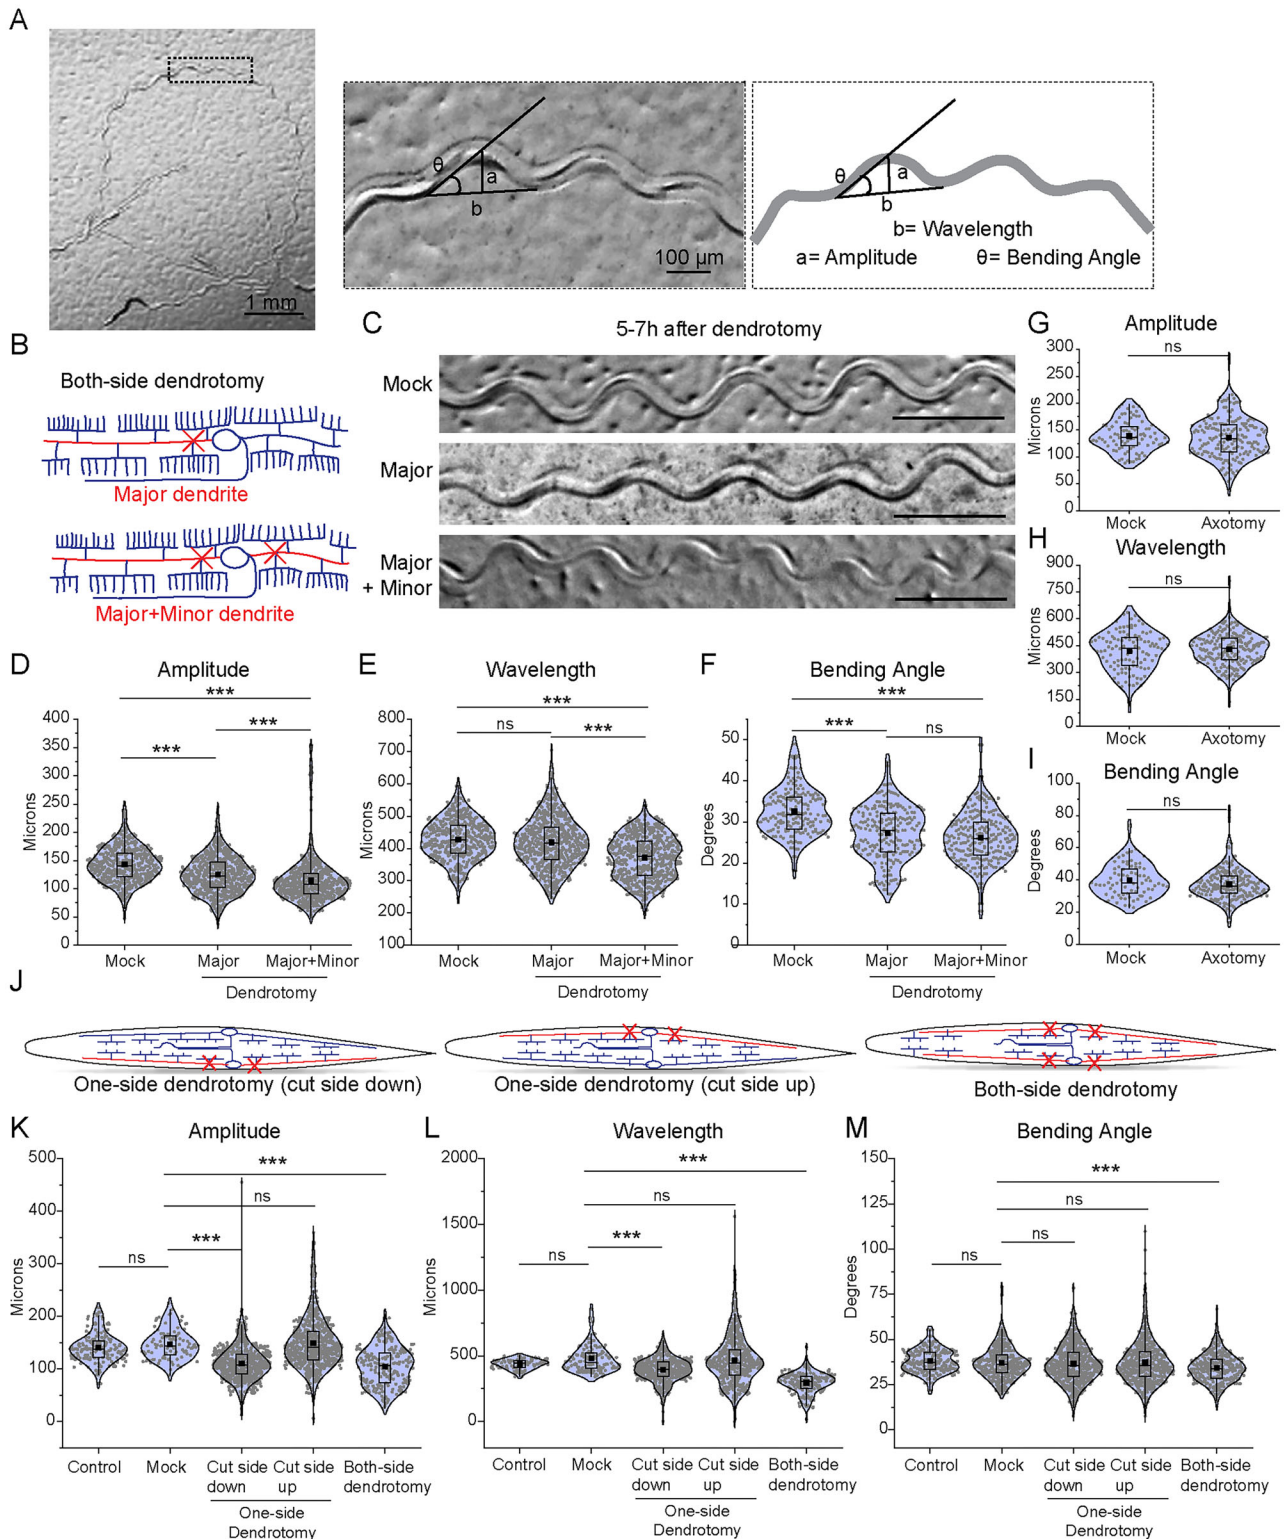 A
1 mm
θ
a
b
100 µm
θ
a
b
b= Wavelength
a= Amplitude
θ= Bending Angle
B
Both-side dendrotomy
Major dendrite
Major+Minor dendrite
C
5-7h after dendrotomy
Mock
Major
Major
+ Minor
G
Amplitude
ns
Microns
300
250
200
150
100
50
0
Mock
Axotomy
H
Wavelength
ns
Microns
900
750
600
450
300
150
0
Mock
Axotomy
I
Bending Angle
ns
Degrees
100
80
60
40
20
0
Mock
Axotomy
D
Amplitude
***
***
***
Microns
400
350
300
250
200
150
100
50
0
Mock
Major
Major+Minor
Dendrotomy
E
Wavelength
***
ns
***
Microns
900
800
700
600
500
400
300
200
100
Mock
Major
Major+Minor
Dendrotomy
F
Bending Angle
***
***
ns
Degrees
50
40
30
20
10
0
Mock
Major
Major+Minor
Dendrotomy
J
One-side dendrotomy (cut side down)
One-side dendrotomy (cut side up)
Both-side dendrotomy
K
Amplitude
***
ns
***
ns
Microns
500
400
300
200
100
0
Control
Mock
Cut side
down
Cut side
up
Both-side
dendrotomy
One-side
Dendrotomy
L
Wavelength
***
ns
***
ns
Microns
2000
1500
1000
500
0
Control
Mock
Cut side
down
Cut side
up
Both-side
dendrotomy
One-side
Dendrotomy
M
Bending Angle
***
ns
ns
ns
Degrees
150
125
100
75
50
25
0
Control
Mock
Cut side
down
Cut side
up
Both-side
dendrotomy
One-side
Dendrotomy